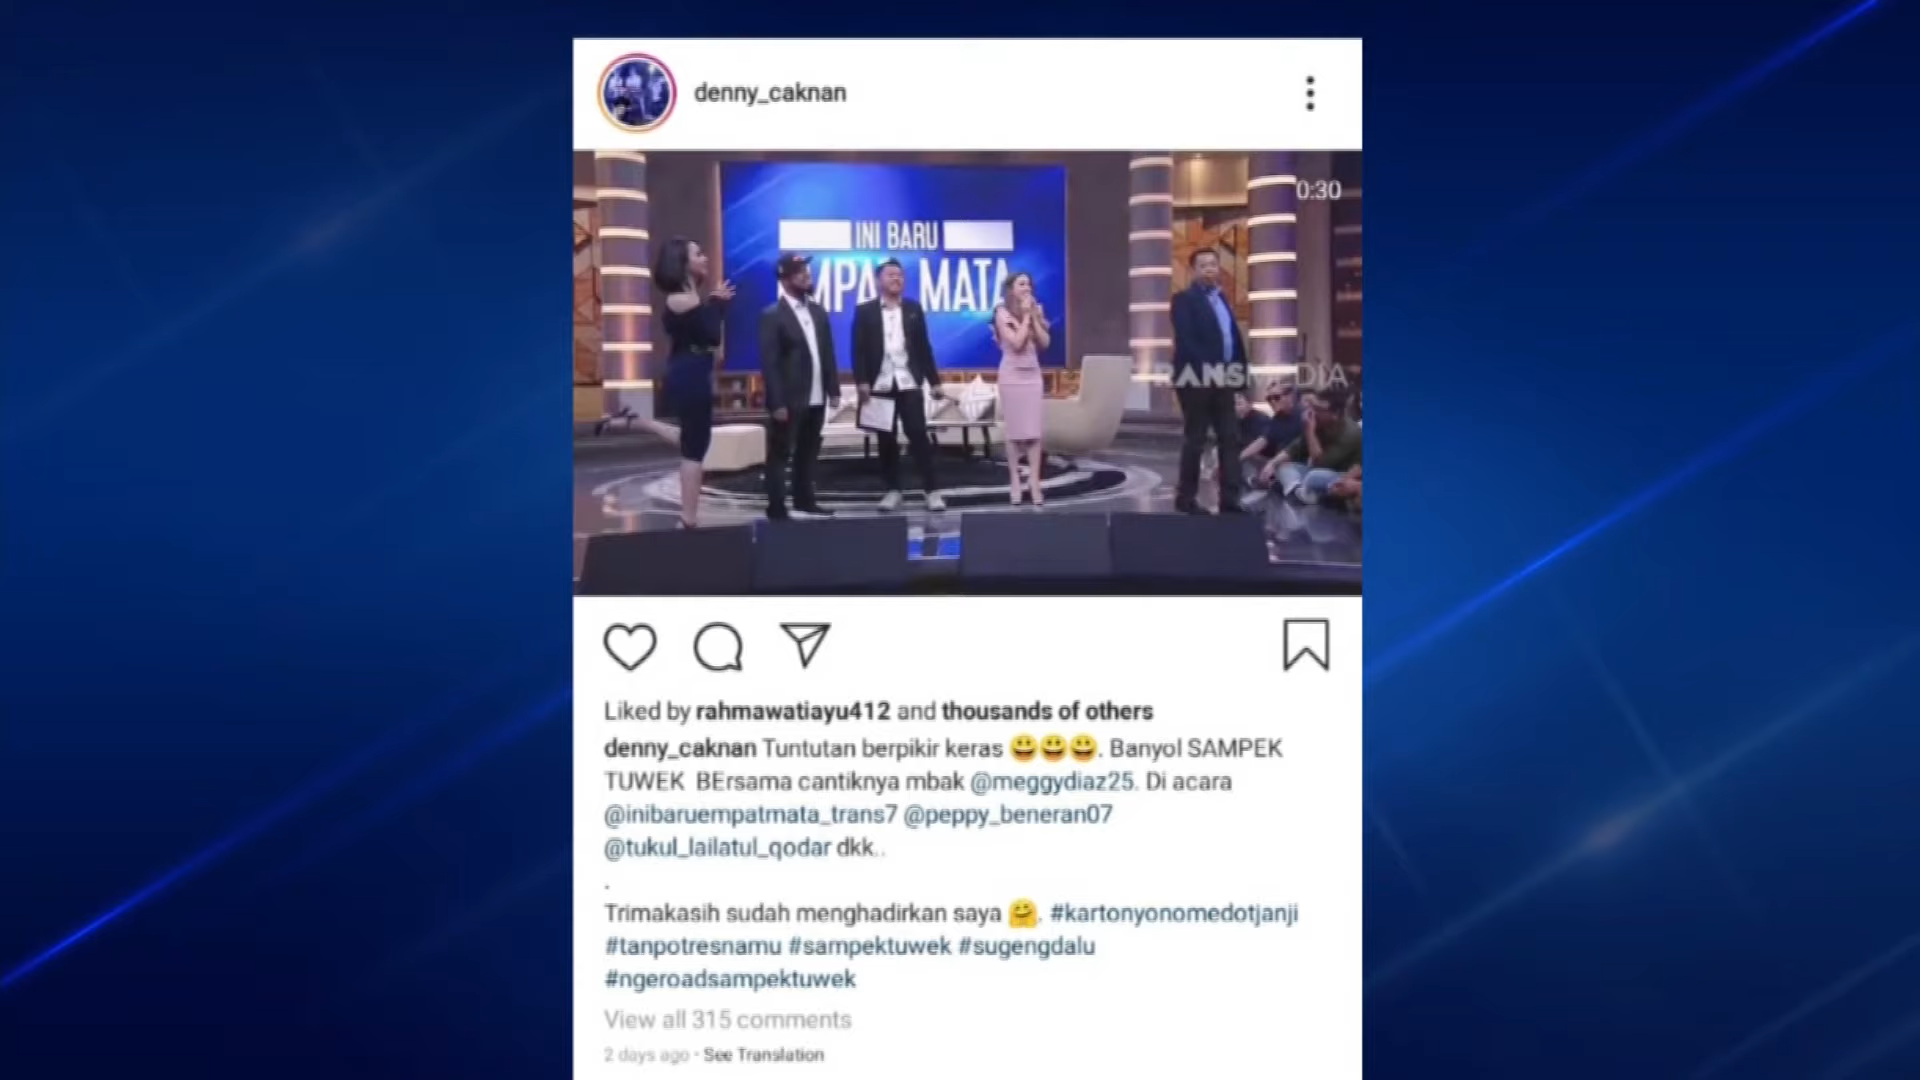 denny_caknan
0:30
INI BARU
MATA
TRANSMEDIA
Liked by rahmawatiayu412 and thousands of others
denny_caknan Tuntutan berpikir keras 😀😀😀. Banyol SAMPEK
TUWEK BErsama cantiknya mbak @meggydiaz25. Di acara
@inibaruempatmata_trans7 @peppy_beneran07
@tukul_lailatul_qodar dkk..
.
Trimakasih sudah menghadirkan saya 🤗. #kartonyonomedotjanji
#tanpotresnamu #sampektuwek #sugengdalu
#ngeroadsampektuwek
View all 315 comments
2 days ago · See Translation